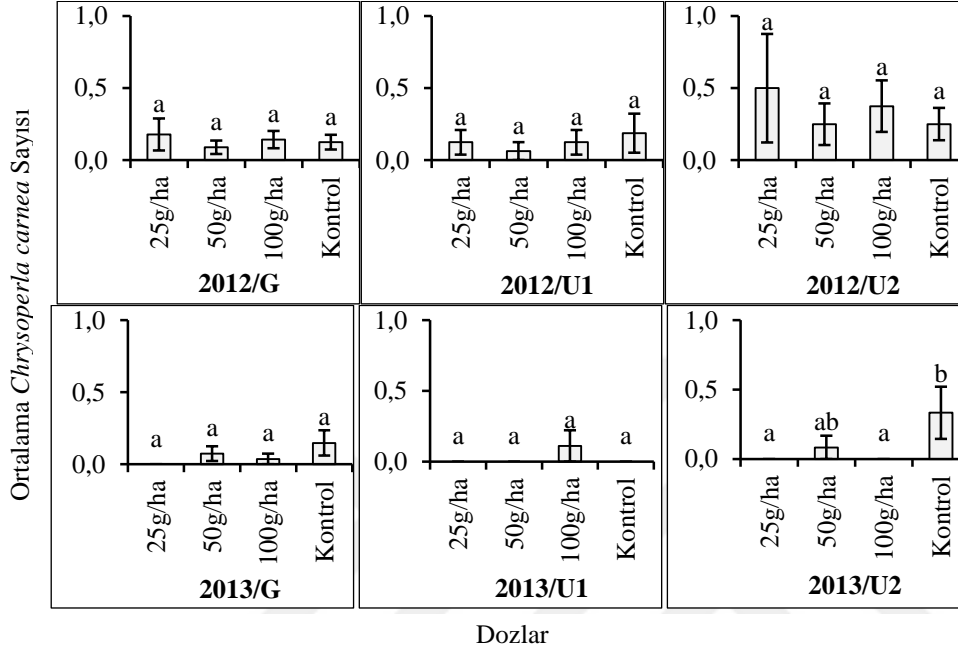 Ortalama Chrysoperla carnea Sayısı
1,0
0,5
0,0
a
a
a
a
25g/ha
50g/ha
100g/ha
Kontrol
2012/G
1,0
0,5
0,0
a
a
a
a
25g/ha
50g/ha
100g/ha
Kontrol
2012/U1
1,0
0,5
0,0
a
a
a
a
25g/ha
50g/ha
100g/ha
Kontrol
2012/U2
1,0
0,5
0,0
a
a
a
a
25g/ha
50g/ha
100g/ha
Kontrol
2013/G
1,0
0,5
0,0
a
a
a
a
25g/ha
50g/ha
100g/ha
Kontrol
2013/U1
1,0
0,5
0,0
a
ab
a
b
25g/ha
50g/ha
100g/ha
Kontrol
2013/U2
Dozlar